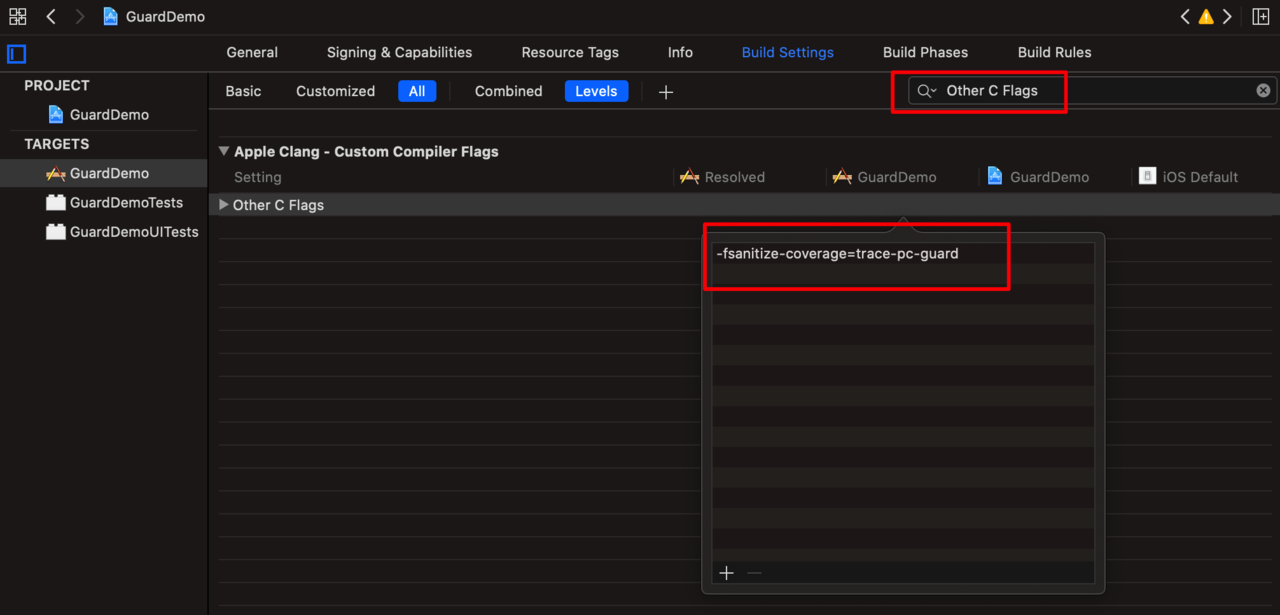 GuardDemo
General Signing & Capabilities Resource Tags Info Build Settings Build Phases Build Rules
PROJECT
GuardDemo
TARGETS
GuardDemo
GuardDemoTests
GuardDemoUITests
Basic Customized All Combined Levels + Other C Flags
Apple Clang - Custom Compiler Flags
Setting Resolved GuardDemo GuardDemo iOS Default
Other C Flags
-fsanitize-coverage=trace-pc-guard